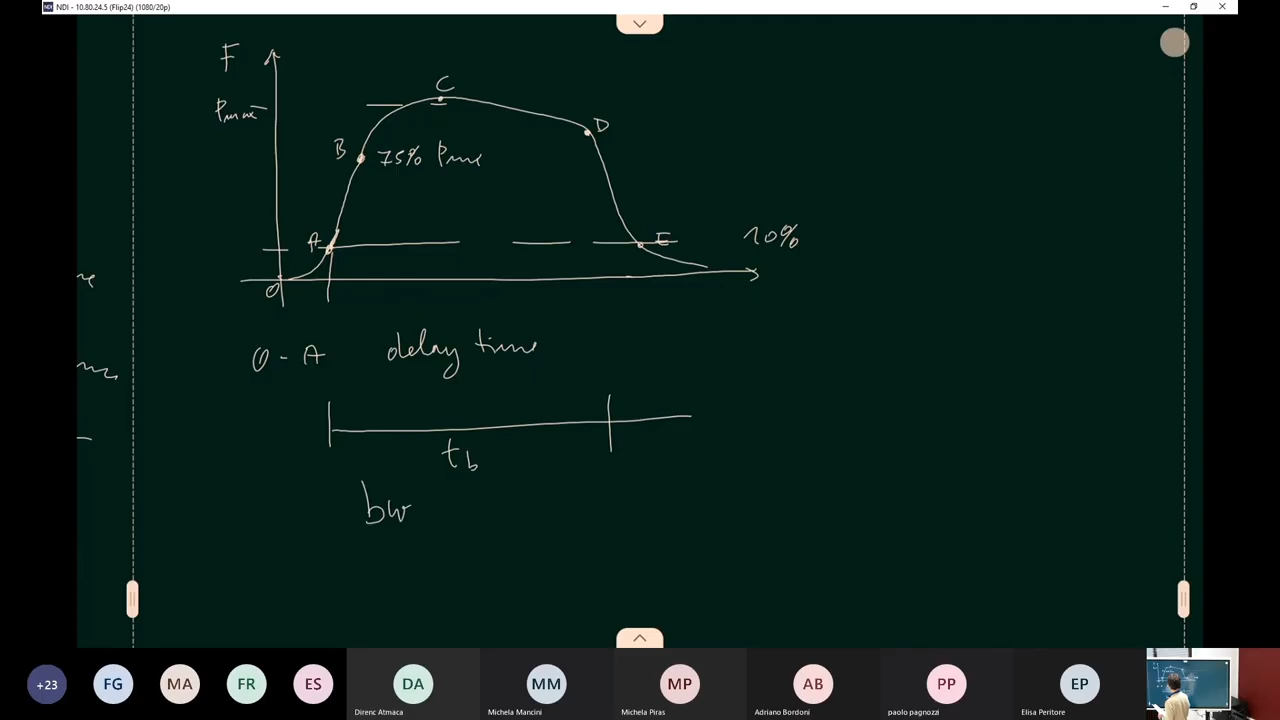 NDI - 10.80.24.5 (Flip24) (1080/20p)
F
C
Pmax
D
B 75% Pmax
A
E
10%
O
O - A delay time
tb
bw
+23
FG
MA
FR
ES
DA
MM
MP
AB
PP
EP
Direnc Atmaca
Michela Mancini
Michela Piras
Adriano Bordoni
paolo pagnozzi
Elisa Peritore